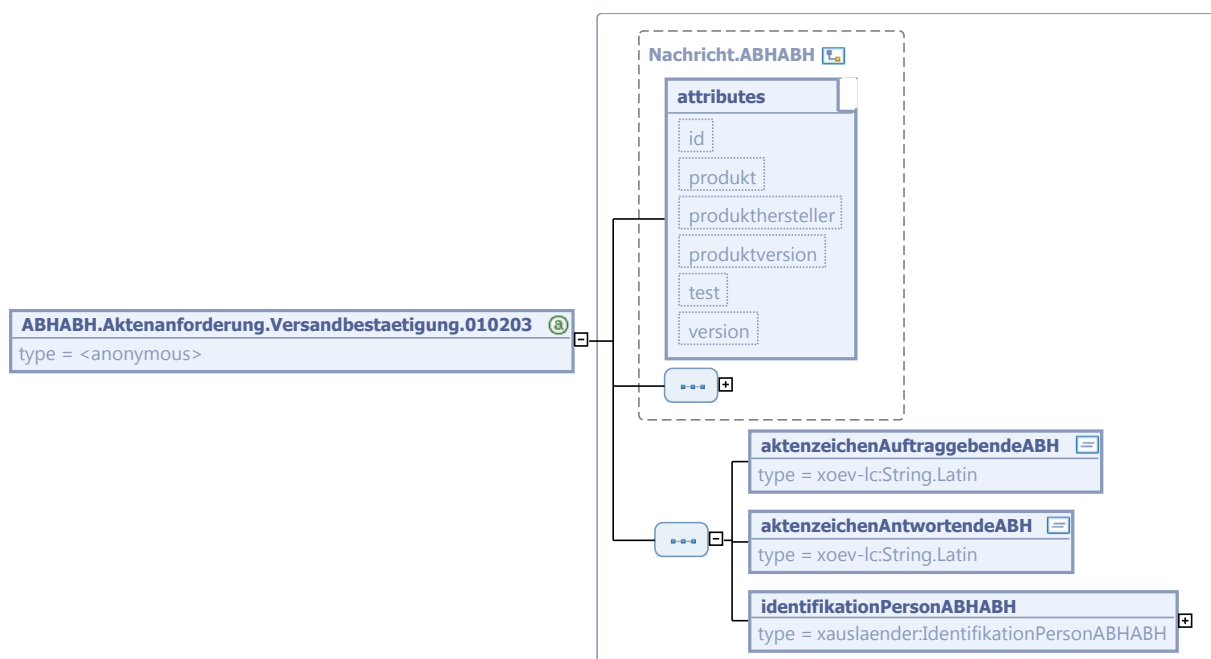 Nachricht.ABHABH
attributes
id
produkt
produkthersteller
produktversion
test
version
ABHABH.Aktenanforderung.Versandbestaetigung.010203 a
type = <anonymous>
aktenzeichenAuftraggebendeABH
type = xoev-lc:String.Latin
aktenzeichenAntwortendeABH
type = xoev-lc:String.Latin
identifikationPersonABHABH
type = xauslaender:IdentifikationPersonABHABH